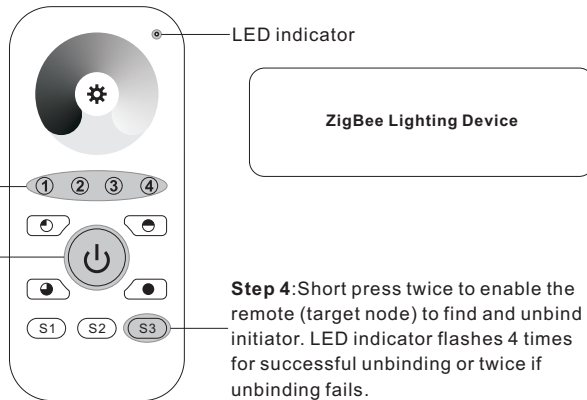 LED indicator
ZigBee Lighting Device
1 2 3 4
S1 S2 S3
Step 4:Short press twice to enable the
remote (target node) to find and unbind
initiator. LED indicator flashes 4 times
for successful unbinding or twice if
unbinding fails.